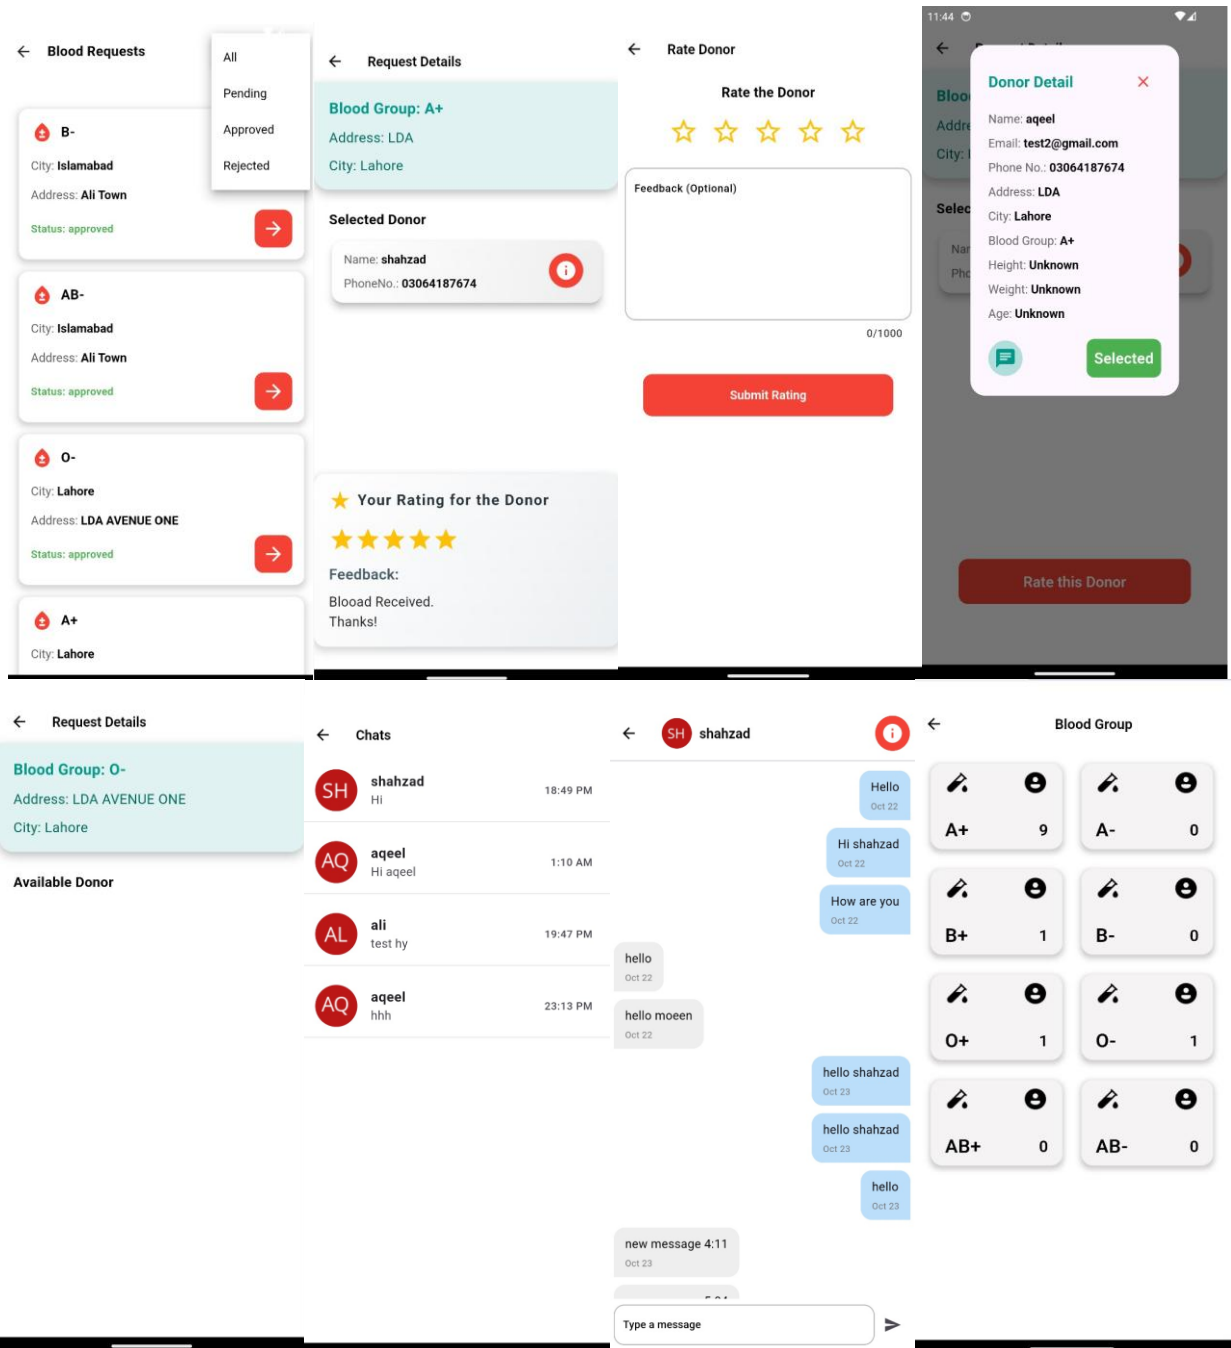 Blood Requests
All
Pending
Approved
Rejected
B-
City: Islamabad
Address: Ali Town
Status: approved
AB-
City: Islamabad
Address: Ali Town
Status: approved
O-
City: Lahore
Address: LDA AVENUE ONE
Status: approved
A+
City: Lahore
Request Details
Blood Group: A+
Address: LDA
City: Lahore
Selected Donor
Name: shahzad
PhoneNo.: 03064187674
Your Rating for the Donor
Feedback:
Blooad Received.
Thanks!
Rate Donor
Rate the Donor
Feedback (Optional)
0/1000
Submit Rating
11:44
Donor Detail
Name: aqeel
Email: test2@gmail.com
Phone No.: 03064187674
Address: LDA
City: Lahore
Blood Group: A+
Height: Unknown
Weight: Unknown
Age: Unknown
Selected
Rate this Donor
Request Details
Blood Group: O-
Address: LDA AVENUE ONE
City: Lahore
Available Donor
Chats
SH
shahzad
Hi
18:49 PM
AQ
aqeel
Hi aqeel
1:10 AM
AL
ali
test hy
19:47 PM
AQ
aqeel
hhh
23:13 PM
SH shahzad
Hello
Oct 22
Hi shahzad
Oct 22
How are you
Oct 22
hello
Oct 22
hello moeen
Oct 22
hello shahzad
Oct 23
hello shahzad
Oct 23
hello
Oct 23
new message 4:11
Oct 23
Type a message
Blood Group
A+ 9
A- 0
B+ 1
B- 0
O+ 1
O- 1
AB+ 0
AB- 0